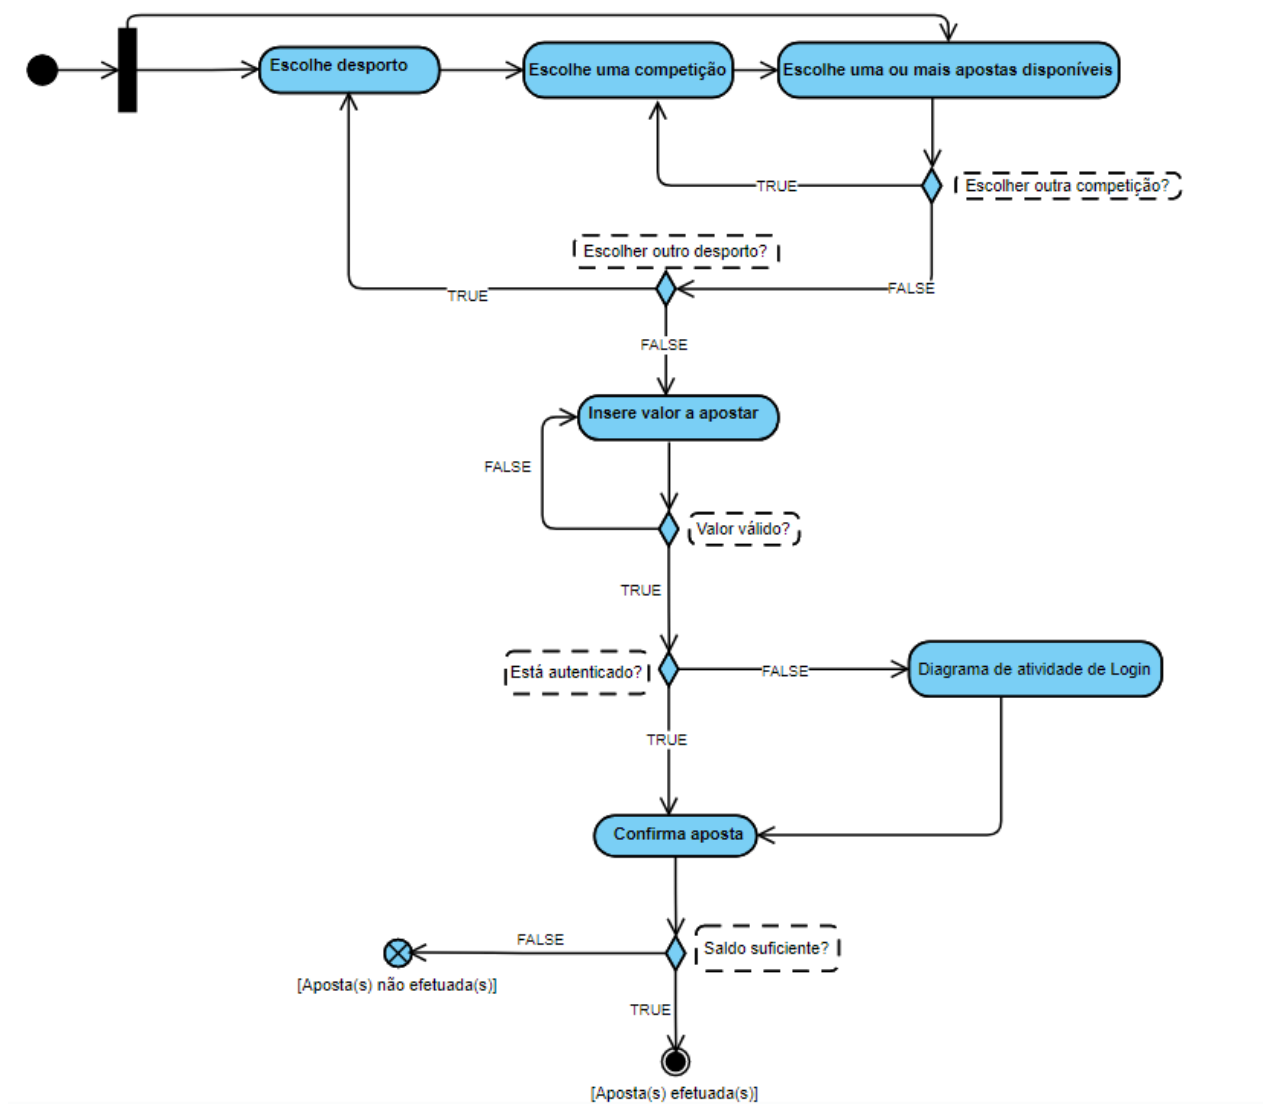 Escolhe desporto
Escolhe uma competição
Escolhe uma ou mais apostas disponíveis
TRUE
Escolher outra competição?
Escolher outro desporto?
TRUE
FALSE
FALSE
Insere valor a apostar
FALSE
Valor válido?
TRUE
Está autenticado?
FALSE
Diagrama de atividade de Login
TRUE
Confirma aposta
FALSE
Saldo suficiente?
[Aposta(s) não efetuada(s)]
TRUE
[Aposta(s) efetuada(s)]